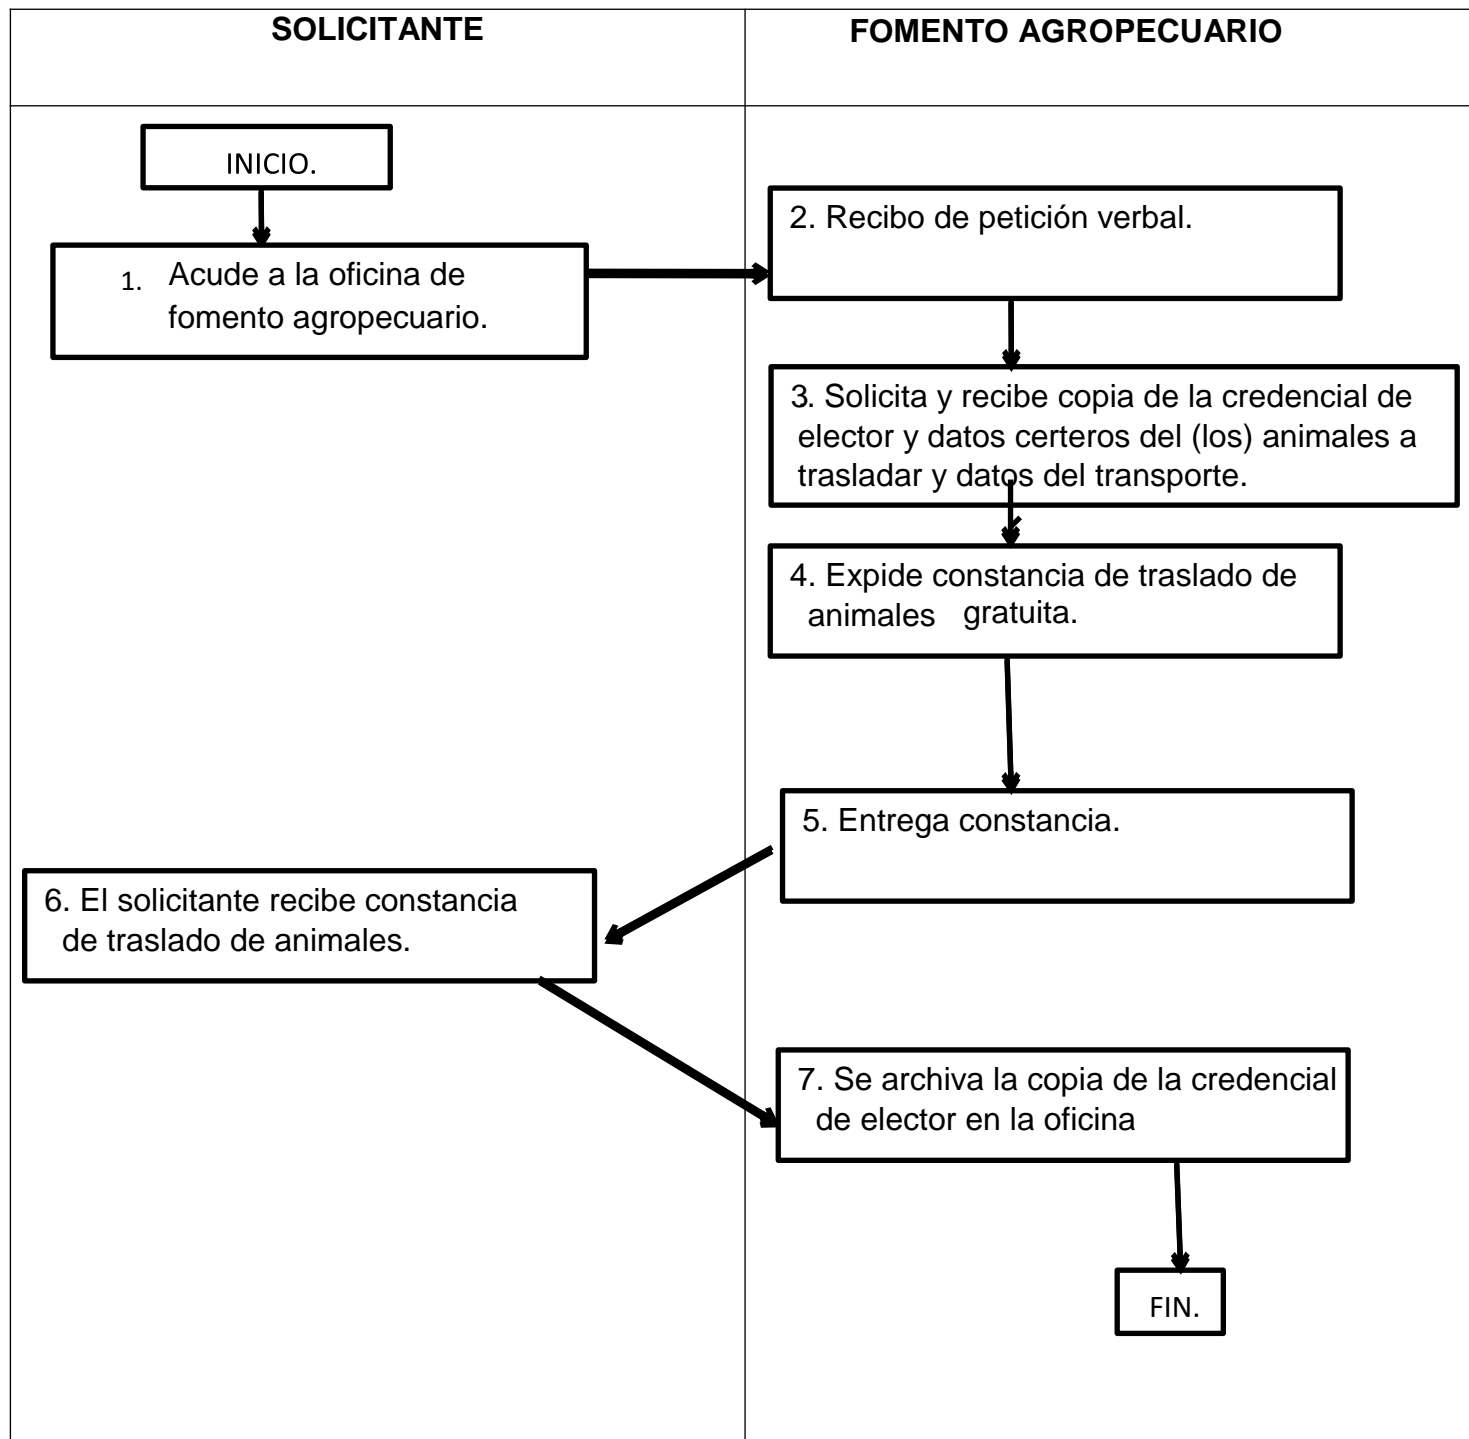 SOLICITANTE
FOMENTO AGROPECUARIO
INICIO.
1. Acude a la oficina de
fomento agropecuario.
2. Recibo de petición verbal.
3. Solicita y recibe copia de la credencial de
elector y datos certeros del (los) animales a
trasladar y datos del transporte.
4. Expide constancia de traslado de
animales gratuita.
5. Entrega constancia.
6. El solicitante recibe constancia
de traslado de animales.
7. Se archiva la copia de la credencial
de elector en la oficina
FIN.